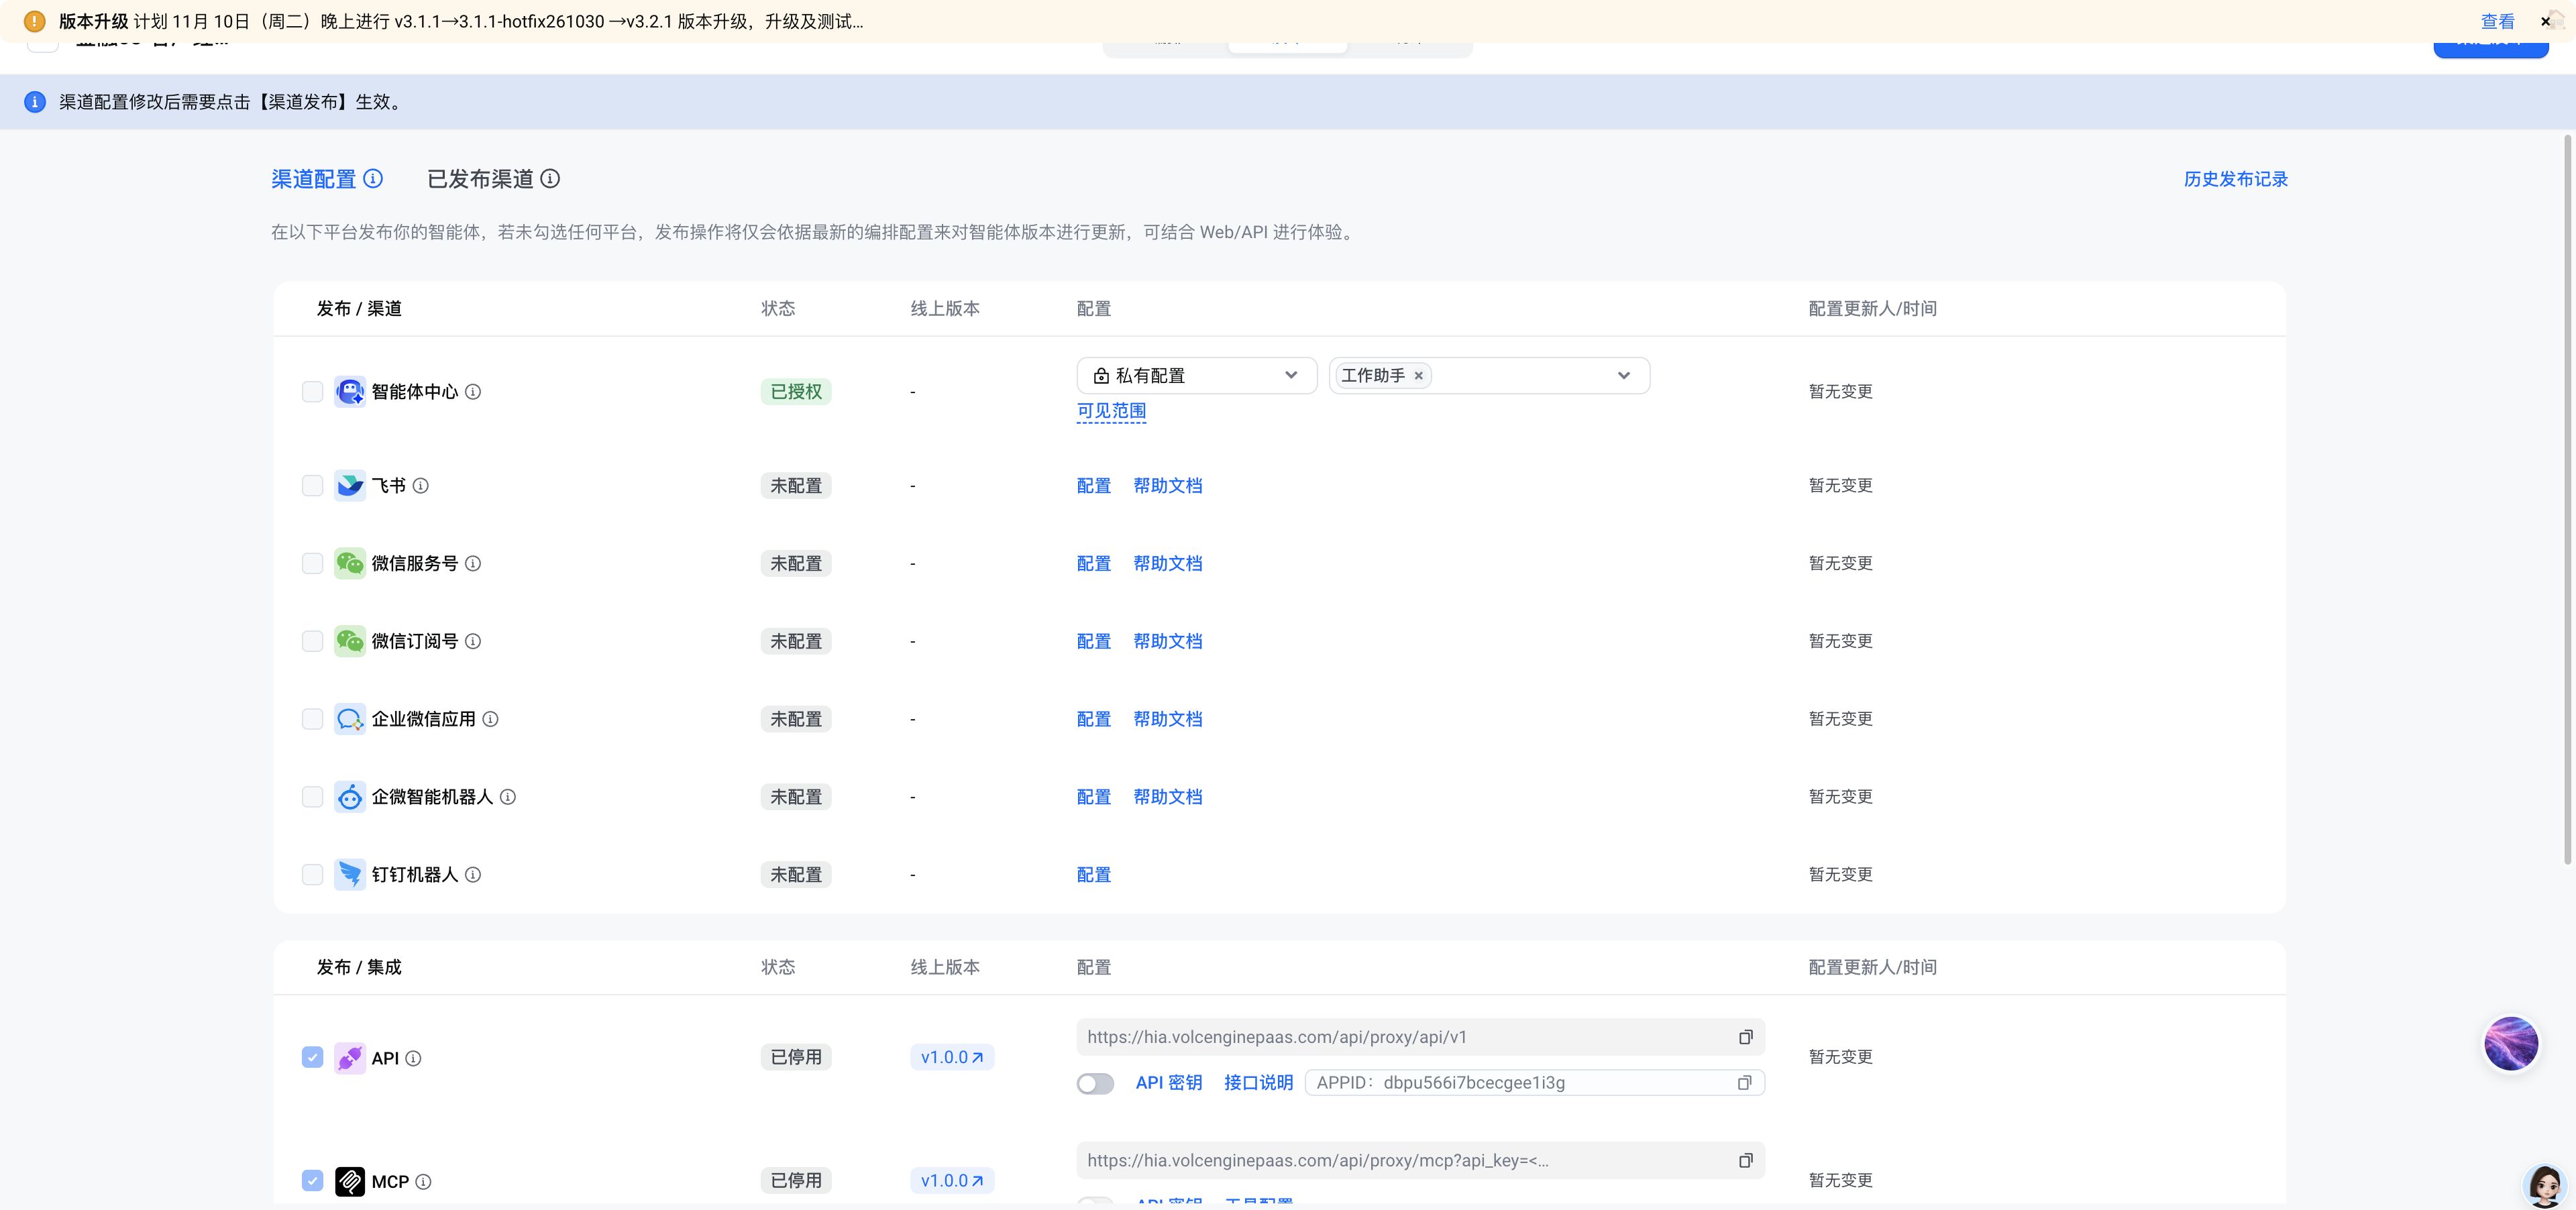 版本升级 计划 11月 10日（周二）晚上进行 v3.1.1→3.1.1-hotfix261030 →v3.2.1 版本升级，升级及测试...
查看
渠道配置修改后需要点击【渠道发布】生效。
渠道配置 已发布渠道 历史发布记录
在以下平台发布你的智能体，若未勾选任何平台，发布操作将仅会依据最新的编排配置来对智能体版本进行更新，可结合 Web/API 进行体验。
发布 / 渠道 状态 线上版本 配置 配置更新人/时间
智能体中心 已授权 - 私有配置 工作助手 × 暂无变更
可见范围
飞书 未配置 - 配置 帮助文档 暂无变更
微信服务号 未配置 - 配置 帮助文档 暂无变更
微信订阅号 未配置 - 配置 帮助文档 暂无变更
企业微信应用 未配置 - 配置 帮助文档 暂无变更
企微智能机器人 未配置 - 配置 帮助文档 暂无变更
钉钉机器人 未配置 - 配置 暂无变更
发布 / 集成 状态 线上版本 配置 配置更新人/时间
https://hia.volcenginepaas.com/api/proxy/api/v1
API 已停用 v1.0.0 暂无变更
API 密钥 接口说明 APPID：dbpu566i7bcecgee1i3g
https://hia.volcenginepaas.com/api/proxy/mcp?api_key=<...
MCP 已停用 v1.0.0 暂无变更
API 密钥 工具配置